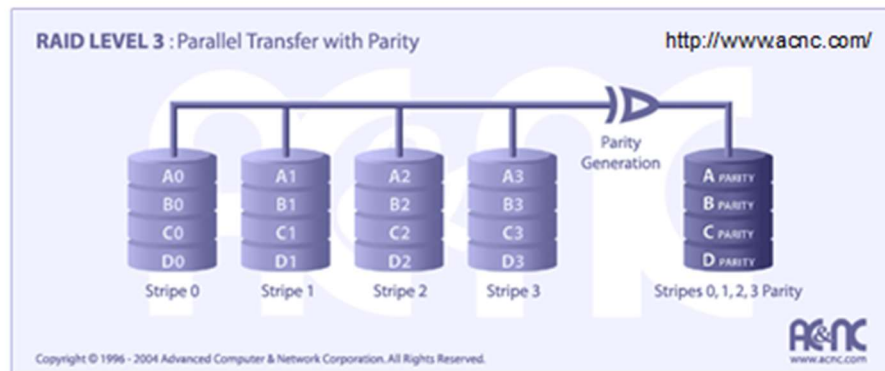 RAID LEVEL 3 : Parallel Transfer with Parity
http://www.acnc.com/
Parity
Generation
A0 A1 A2 A3 A PARITY
B0 B1 B2 B3 B PARITY
C0 C1 C2 C3 C PARITY
D0 D1 D2 D3 D PARITY
Stripe 0 Stripe 1 Stripe 2 Stripe 3 Stripes 0, 1, 2, 3 Parity
AC&NC
www.acnc.com
Copyright © 1996 - 2004 Advanced Computer & Network Corporation. All Rights Reserved.